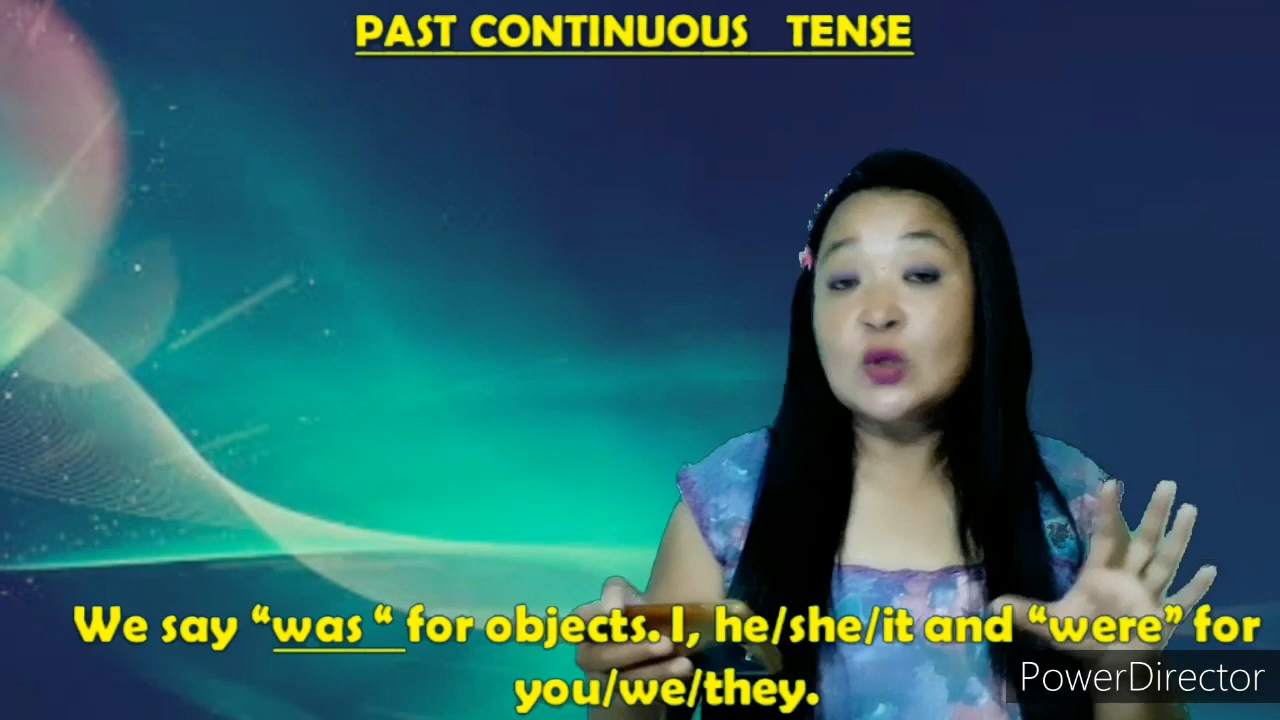 PAST CONTINUOUS TENSE
We say “was “ for objects. I, he/she/it and “were” for
you/we/they.
PowerDirector